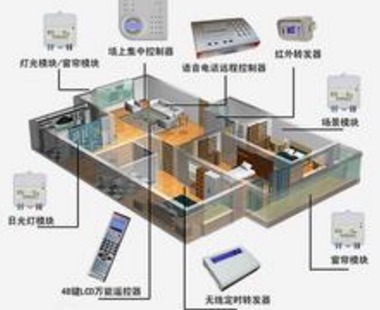 灯光模块/窗帘模块
场上集中控制器
语音电话远程控制器
红外转发器
场景模块
日光灯模块
48键LCD万能遥控器
无线定时转发器
窗帘模块